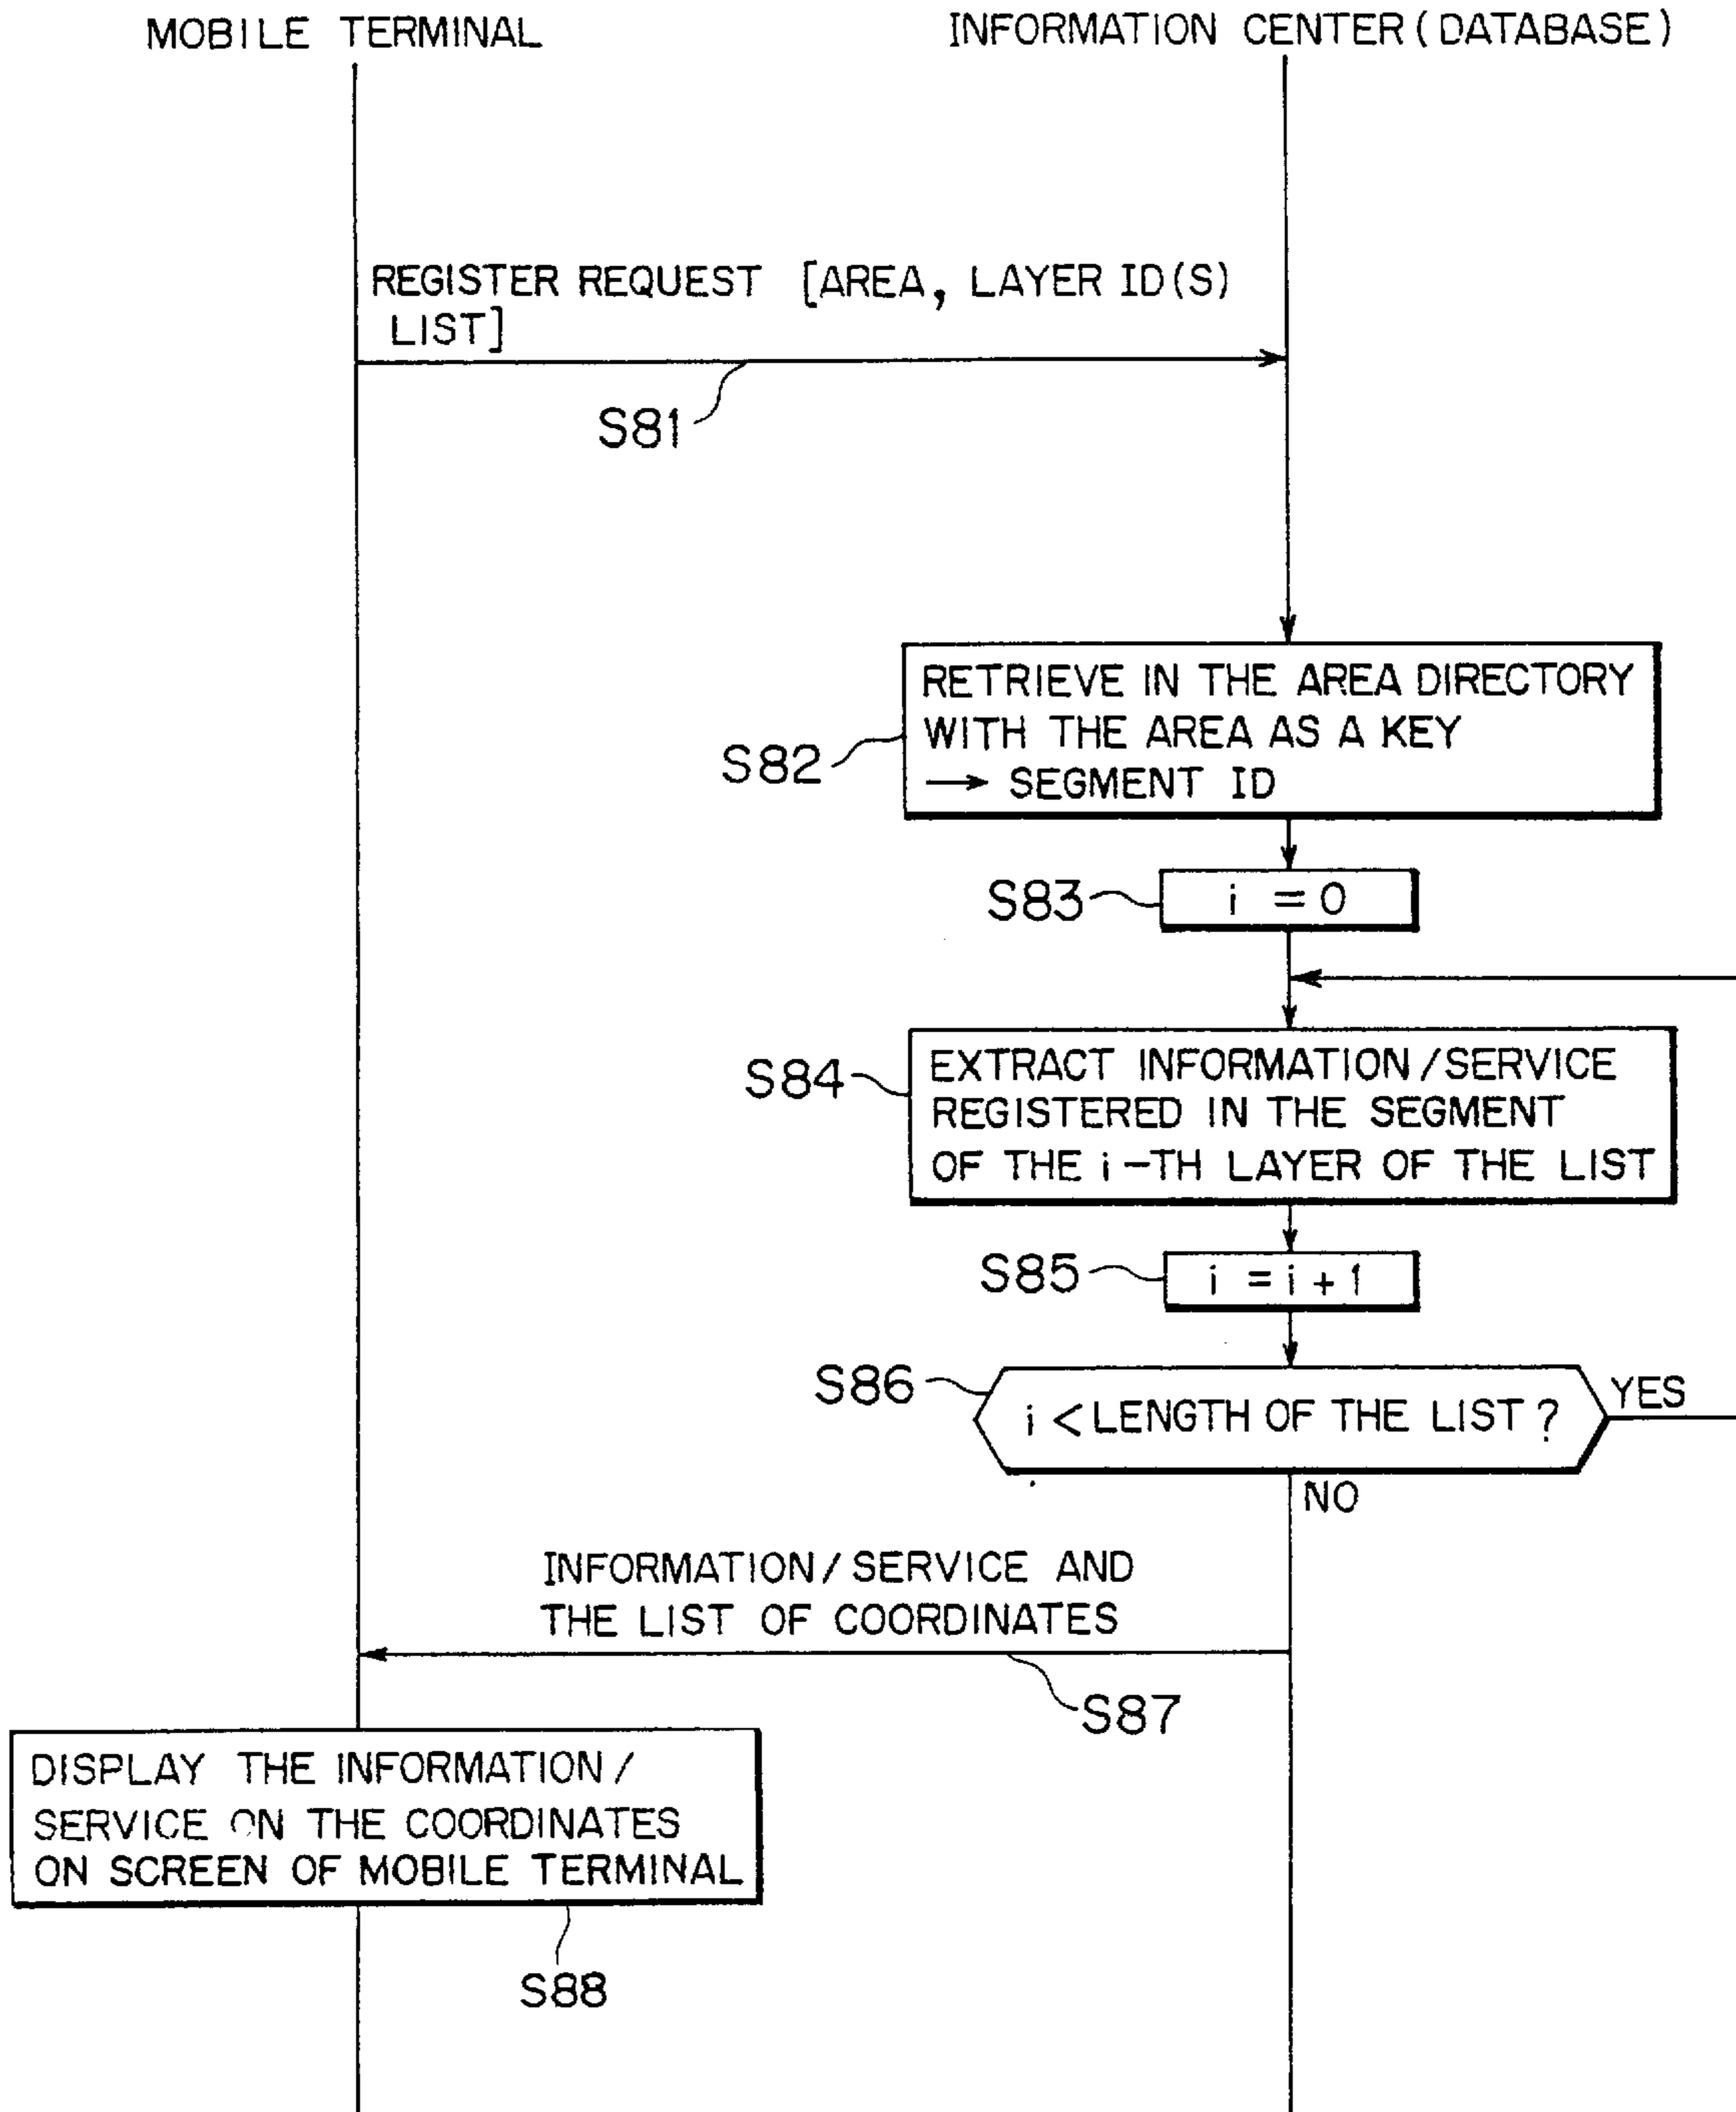 MOBILE TERMINAL
INFORMATION CENTER (DATABASE)
REGISTER REQUEST [AREA, LAYER ID(S)
LIST]
S81
RETRIEVE IN THE AREA DIRECTORY
WITH THE AREA AS A KEY
→ SEGMENT ID
S82
S83
i = 0
S84
EXTRACT INFORMATION/SERVICE
REGISTERED IN THE SEGMENT
OF THE i-TH LAYER OF THE LIST
S85
i = i + 1
S86
i < LENGTH OF THE LIST ?
YES
NO
INFORMATION/SERVICE AND
THE LIST OF COORDINATES
S87
DISPLAY THE INFORMATION/
SERVICE ON THE COORDINATES
ON SCREEN OF MOBILE TERMINAL
S88